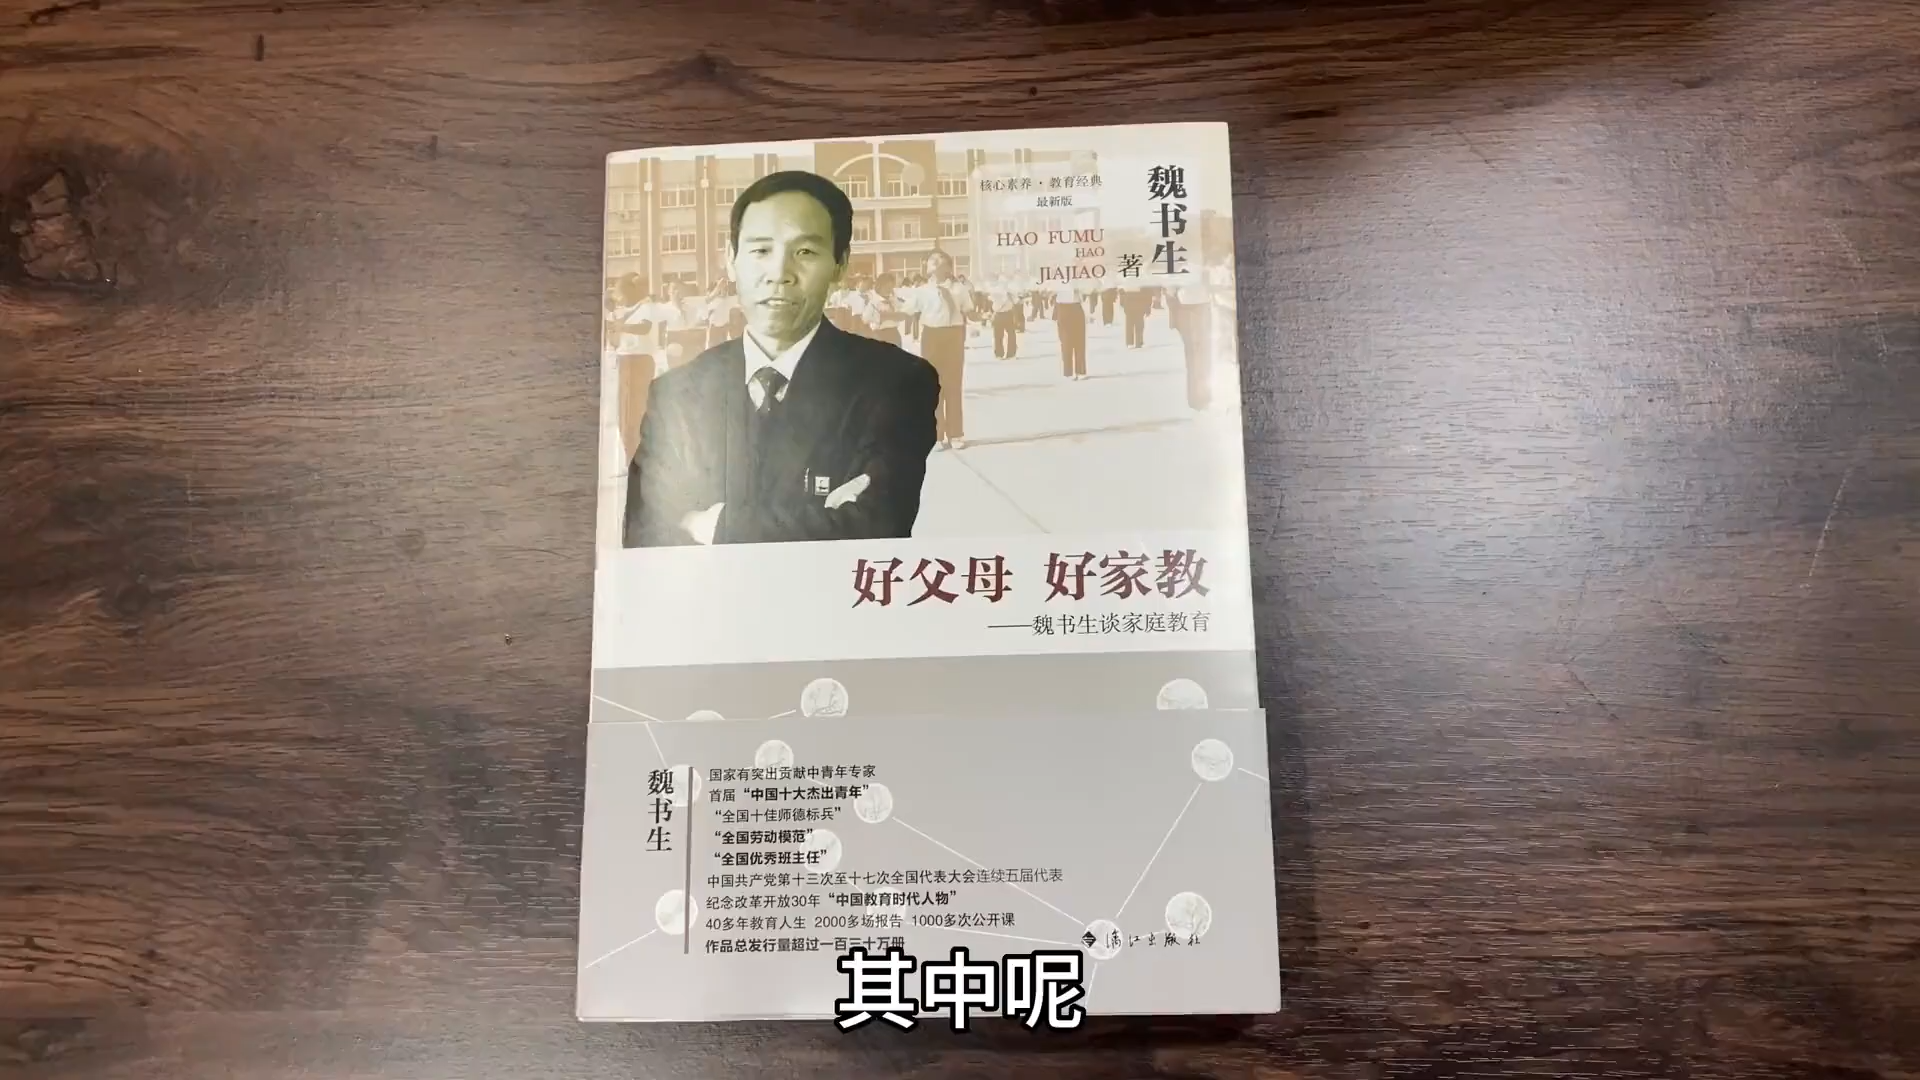 核心素养·教育经典
最新版
HAO FUMU
HAO
JIAJIAO
魏书生
著
好父母 好家教
——魏书生谈家庭教育
魏书生
国家有突出贡献中青年专家
首届“中国十大杰出青年”
“全国十佳师德标兵”
“全国劳动模范”
“全国优秀班主任”
中国共产党第十三次至十七次全国代表大会连续五届代表
纪念改革开放30年“中国教育时代人物”
40多年教育人生 2000多场报告 1000多次公开课
作品总发行量超过一百三十万册
漓江出版社
其中呢